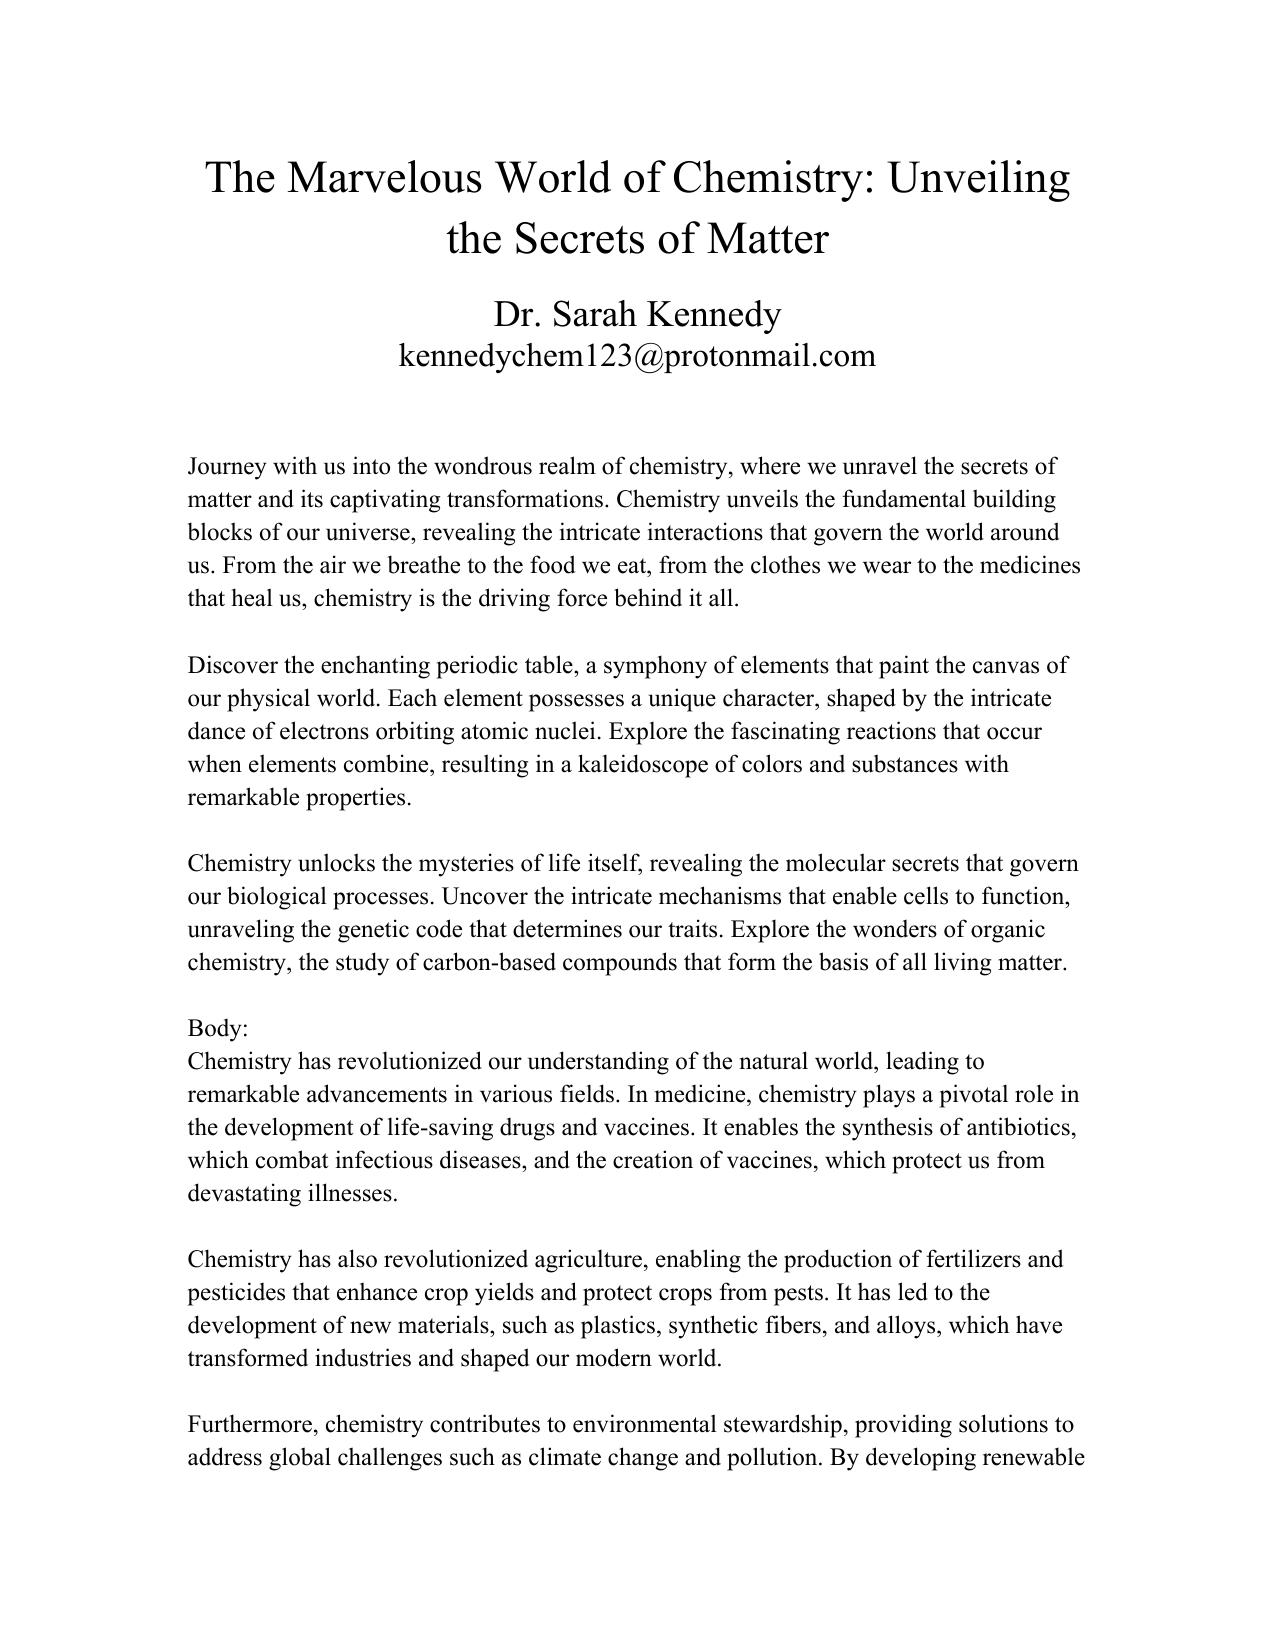 The Marvelous World of Chemistry: Unveiling
the Secrets of Matter
Dr. Sarah Kennedy
kennedychem123@protonmail.com
Journey with us into the wondrous realm of chemistry, where we unravel the secrets of
matter and its captivating transformations. Chemistry unveils the fundamental building
blocks of our universe, revealing the intricate interactions that govern the world around
us. From the air we breathe to the food we eat, from the clothes we wear to the medicines
that heal us, chemistry is the driving force behind it all.
Discover the enchanting periodic table, a symphony of elements that paint the canvas of
our physical world. Each element possesses a unique character, shaped by the intricate
dance of electrons orbiting atomic nuclei. Explore the fascinating reactions that occur
when elements combine, resulting in a kaleidoscope of colors and substances with
remarkable properties.
Chemistry unlocks the mysteries of life itself, revealing the molecular secrets that govern
our biological processes. Uncover the intricate mechanisms that enable cells to function,
unraveling the genetic code that determines our traits. Explore the wonders of organic
chemistry, the study of carbon-based compounds that form the basis of all living matter.
Body:
Chemistry has revolutionized our understanding of the natural world, leading to
remarkable advancements in various fields. In medicine, chemistry plays a pivotal role in
the development of life-saving drugs and vaccines. It enables the synthesis of antibiotics,
which combat infectious diseases, and the creation of vaccines, which protect us from
devastating illnesses.
Chemistry has also revolutionized agriculture, enabling the production of fertilizers and
pesticides that enhance crop yields and protect crops from pests. It has led to the
development of new materials, such as plastics, synthetic fibers, and alloys, which have
transformed industries and shaped our modern world.
Furthermore, chemistry contributes to environmental stewardship, providing solutions to
address global challenges such as climate change and pollution. By developing renewable